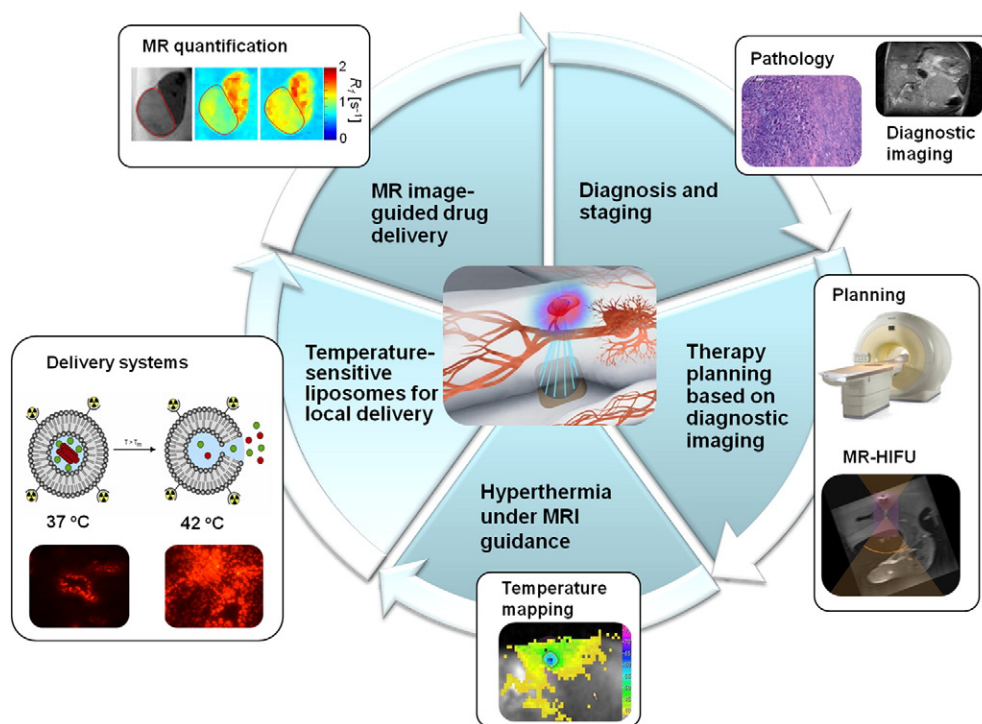 MR quantification
2
1
0
R₁ [s⁻¹]
Pathology
Diagnostic
imaging
MR image-
guided drug
delivery
Diagnosis and
staging
Planning
Delivery systems
T > Tm
37 °C
42 °C
Temperature-
sensitive
liposomes for
local delivery
Therapy
planning
based on
diagnostic
imaging
MR-HIFU
Hyperthermia
under MRI
guidance
Temperature
mapping